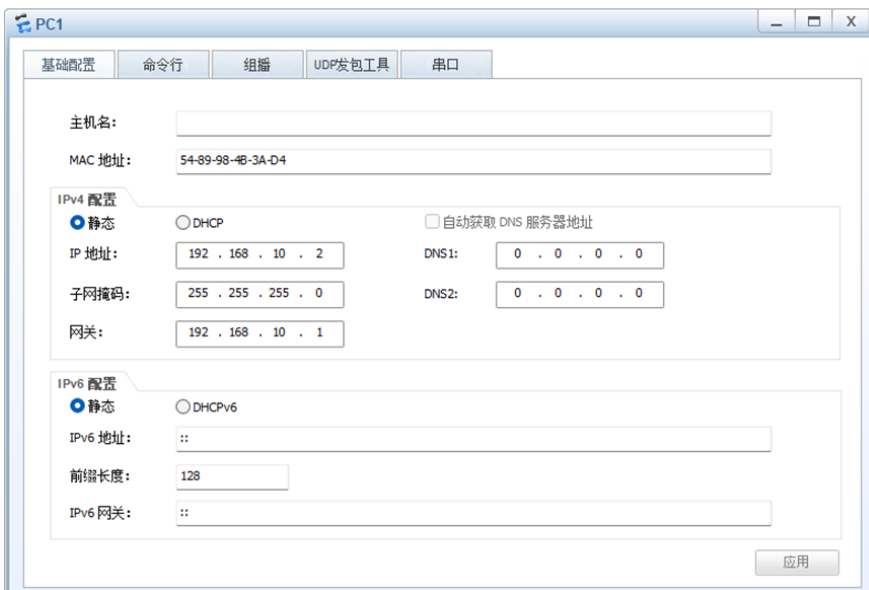 PC1
基础配置 命令行 组播 UDP发包工具 串口
主机名：
MAC 地址： 54-89-98-4B-3A-D4
IPv4 配置
静态 DHCP 自动获取 DNS 服务器地址
IP 地址： 192 . 168 . 10 . 2 DNS1: 0 . 0 . 0 . 0
子网掩码： 255 . 255 . 255 . 0 DNS2: 0 . 0 . 0 . 0
网关： 192 . 168 . 10 . 1
IPv6 配置
静态 DHCPv6
IPv6 地址： ::
前缀长度： 128
IPv6 网关： ::
应用